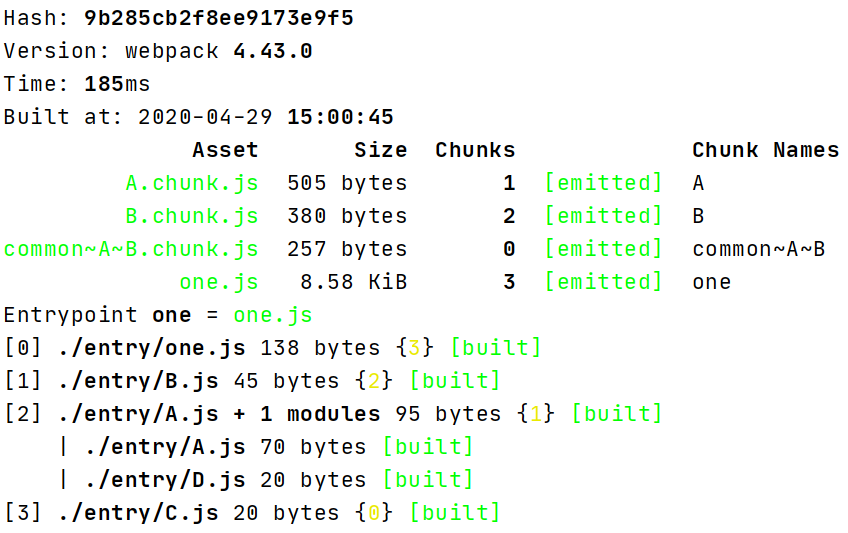 Hash: 9b285cb2f8ee9173e9f5
Version: webpack 4.43.0
Time: 185ms
Built at: 2020-04-29 15:00:45
Asset Size Chunks Chunk Names
A.chunk.js 505 bytes 1 [emitted] A
B.chunk.js 380 bytes 2 [emitted] B
common~A~B.chunk.js 257 bytes 0 [emitted] common~A~B
one.js 8.58 KiB 3 [emitted] one
Entrypoint one = one.js
[0] ./entry/one.js 138 bytes {3} [built]
[1] ./entry/B.js 45 bytes {2} [built]
[2] ./entry/A.js + 1 modules 95 bytes {1} [built]
| ./entry/A.js 70 bytes [built]
| ./entry/D.js 20 bytes [built]
[3] ./entry/C.js 20 bytes {0} [built]